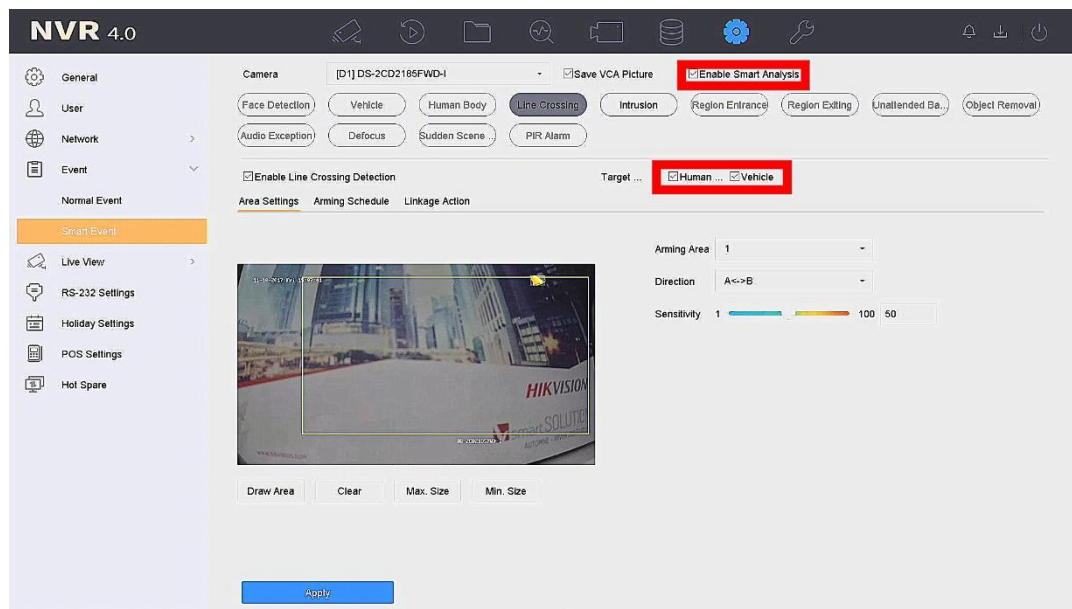 NVR 4.0
General
User
Network
Event
Normal Event
Smart Event
Live View
RS-232 Settings
Holiday Settings
POS Settings
Hot Spare
Camera [D1] DS-2CD2185FWD-I Save VCA Picture Enable Smart Analysis
Face Detection Vehicle Human Body Line Crossing Intrusion Region Entrance Region Exiting Unattended Ba... Object Removal
Audio Exception Defocus Sudden Scene ... PIR Alarm
Enable Line Crossing Detection Target ... Human ... Vehicle
Area Settings Arming Schedule Linkage Action
Arming Area 1
Direction A<->B
Sensitivity 1 100 50
HIKVISION
smart SOLUTIO
Draw Area Clear Max. Size Min. Size
Apply